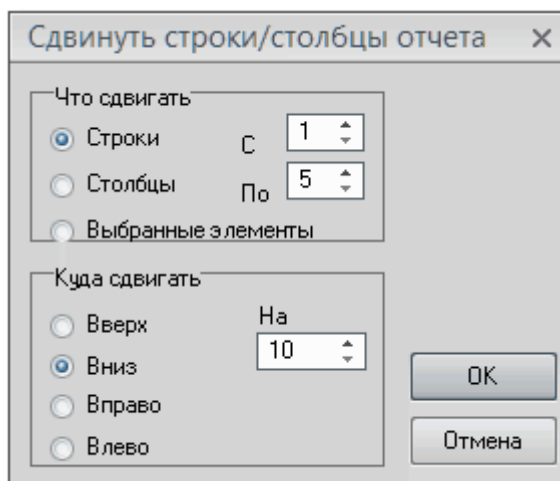 Сдвинуть строки/столбцы отчета
Что сдвигать
Строки
С
1
Столбцы
По
5
Выбранные элементы
Куда сдвигать
Вверх
На
10
Вниз
Вправо
Влево
OK
Отмена